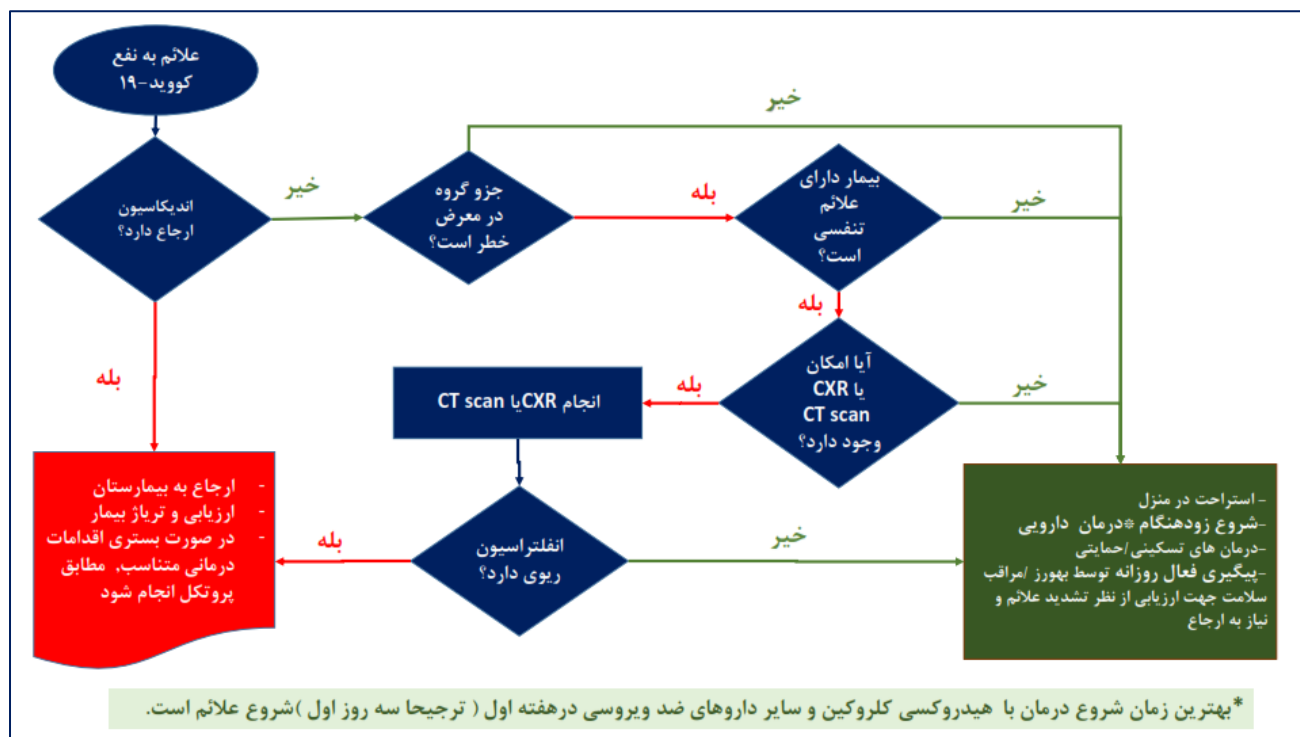 علائم به نفع
کووید-۱۹
خیر
اندیکاسیون
ارجاع دارد؟
خیر
جزو گروه
در معرض
خطر است؟
بله
بیمار دارای
علائم
تنفسی
است؟
خیر
بله
بله
آیا امکان
CXR یا
CT scan
وجود دارد؟
خیر
بله
انجام CXR یا CT scan
- ارجاع به بیمارستان
- ارزیابی و تریاژ بیمار
- در صورت بستری اقدامات
درمانی متناسب، مطابق
پروتکل انجام شود
بله
انفلتراسیون
ریوی دارد؟
خیر
- استراحت در منزل
-شروع زودهنگام *درمان دارویی
-درمان های تسکینی/حمایتی
-پیگیری فعال روزانه توسط بهورز /مراقب
سلامت جهت ارزیابی از نظر تشدید علائم و
نیاز به ارجاع
*بهترین زمان شروع درمان با هیدروکسی کلروکین و سایر داروهای ضد ویروسی درهفته اول ( ترجیحا سه روز اول )شروع علائم است.